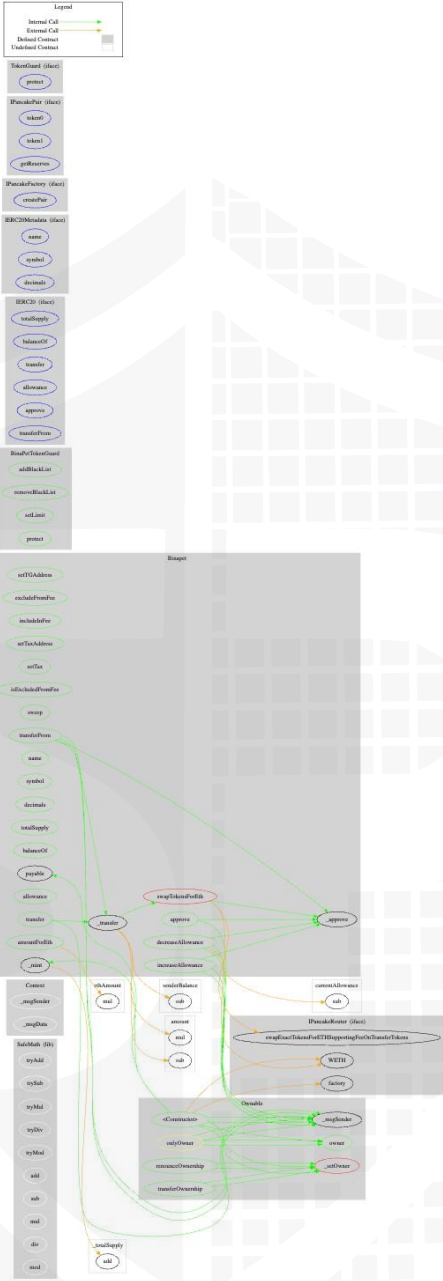 Legend
Internal Call
External Call
Defined Contract
Undefined Contract
TokenGuard (iface)
protect
IPancakePair (iface)
token0
token1
getReserves
IPancakeFactory (iface)
createPair
IERC20Metadata (iface)
name
symbol
decimals
IERC20 (iface)
totalSupply
balanceOf
transfer
allowance
approve
transferFrom
BinaPetTokenGuard
addBlackList
removeBlackList
setLimit
protect
Binapet
setTGAddress
excludeFromFee
includeInFee
setTaxAddress
setTax
isExcludedFromFee
sweep
transferFrom
name
symbol
decimals
totalSupply
balanceOf
payable
allowance
transfer
amountForEth
_mint
_transfer
swapTokensForEth
approve
decreaseAllowance
increaseAllowance
_approve
Context
_msgSender
_msgData
ethAmount
mul
senderBalance
sub
amount
mul
sub
currentAllowance
sub
IPancakeRouter (iface)
swapExactTokensForETHSupportingFeeOnTransferTokens
WETH
factory
SafeMath (lib)
tryAdd
trySub
tryMul
tryDiv
tryMod
add
sub
mul
div
mod
Ownable
<Constructor>
onlyOwner
renounceOwnership
transferOwnership
_msgSender
owner
_setOwner
_totalSupply
add